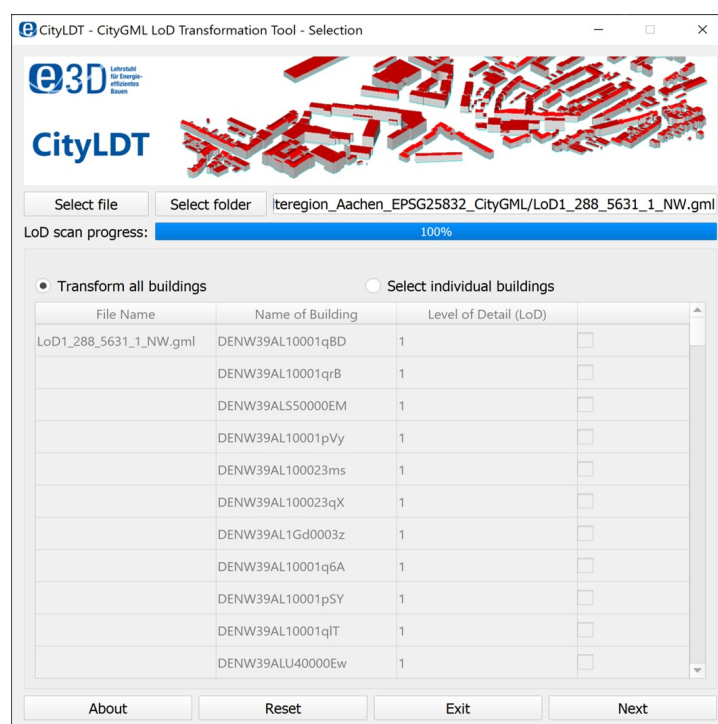 CityLDT - CityGML LoD Transformation Tool - Selection
e3D Lehrstuhl
für Energie-
effizientes
Bauen
CityLDT
Select file Select folder teregion_Aachen_EPSG25832_CityGML/LoD1_288_5631_1_NW.gml
LoD scan progress: 100%
Transform all buildings Select individual buildings
File Name Name of Building Level of Detail (LoD)
LoD1_288_5631_1_NW.gml DENW39AL10001qBD 1
DENW39AL10001qrB 1
DENW39ALS50000EM 1
DENW39AL10001pVy 1
DENW39AL100023ms 1
DENW39AL100023qX 1
DENW39AL1Gd0003z 1
DENW39AL10001q6A 1
DENW39AL10001pSY 1
DENW39AL10001qlT 1
DENW39ALU40000Ew 1
About Reset Exit Next